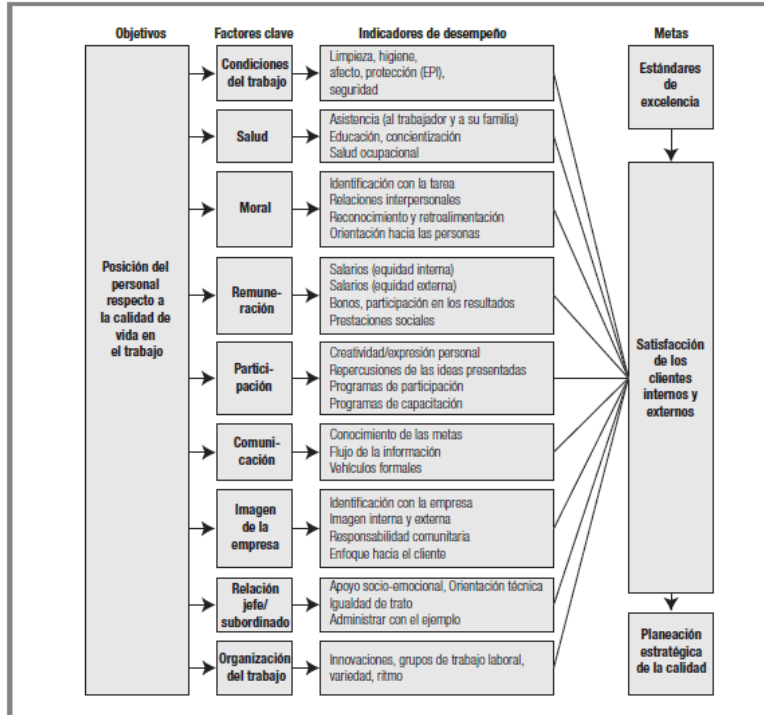 Objetivos
Factores clave
Indicadores de desempeño
Metas
Posición del
personal
respecto a
la calidad de
vida en
el trabajo
Condiciones
del trabajo
Limpieza, higiene,
afecto, protección (EPI),
seguridad
Salud
Asistencia (al trabajador y a su familia)
Educación, concientización
Salud ocupacional
Moral
Identificación con la tarea
Relaciones interpersonales
Reconocimiento y retroalimentación
Orientación hacia las personas
Remune-
ración
Salarios (equidad interna)
Salarios (equidad externa)
Bonos, participación en los resultados
Prestaciones sociales
Partici-
pación
Creatividad/expresión personal
Repercusiones de las ideas presentadas
Programas de participación
Programas de capacitación
Comuni-
cación
Conocimiento de las metas
Flujo de la información
Vehículos formales
Imagen
de la
empresa
Identificación con la empresa
Imagen interna y externa
Responsabilidad comunitaria
Enfoque hacia el cliente
Relación
jefe/
subordinado
Apoyo socio-emocional, Orientación técnica
Igualdad de trato
Administrar con el ejemplo
Organización
del trabajo
Innovaciones, grupos de trabajo laboral,
variedad, ritmo
Estándares
de
excelencia
Satisfacción
de los
clientes
internos y
externos
Planeación
estratégica
de la calidad